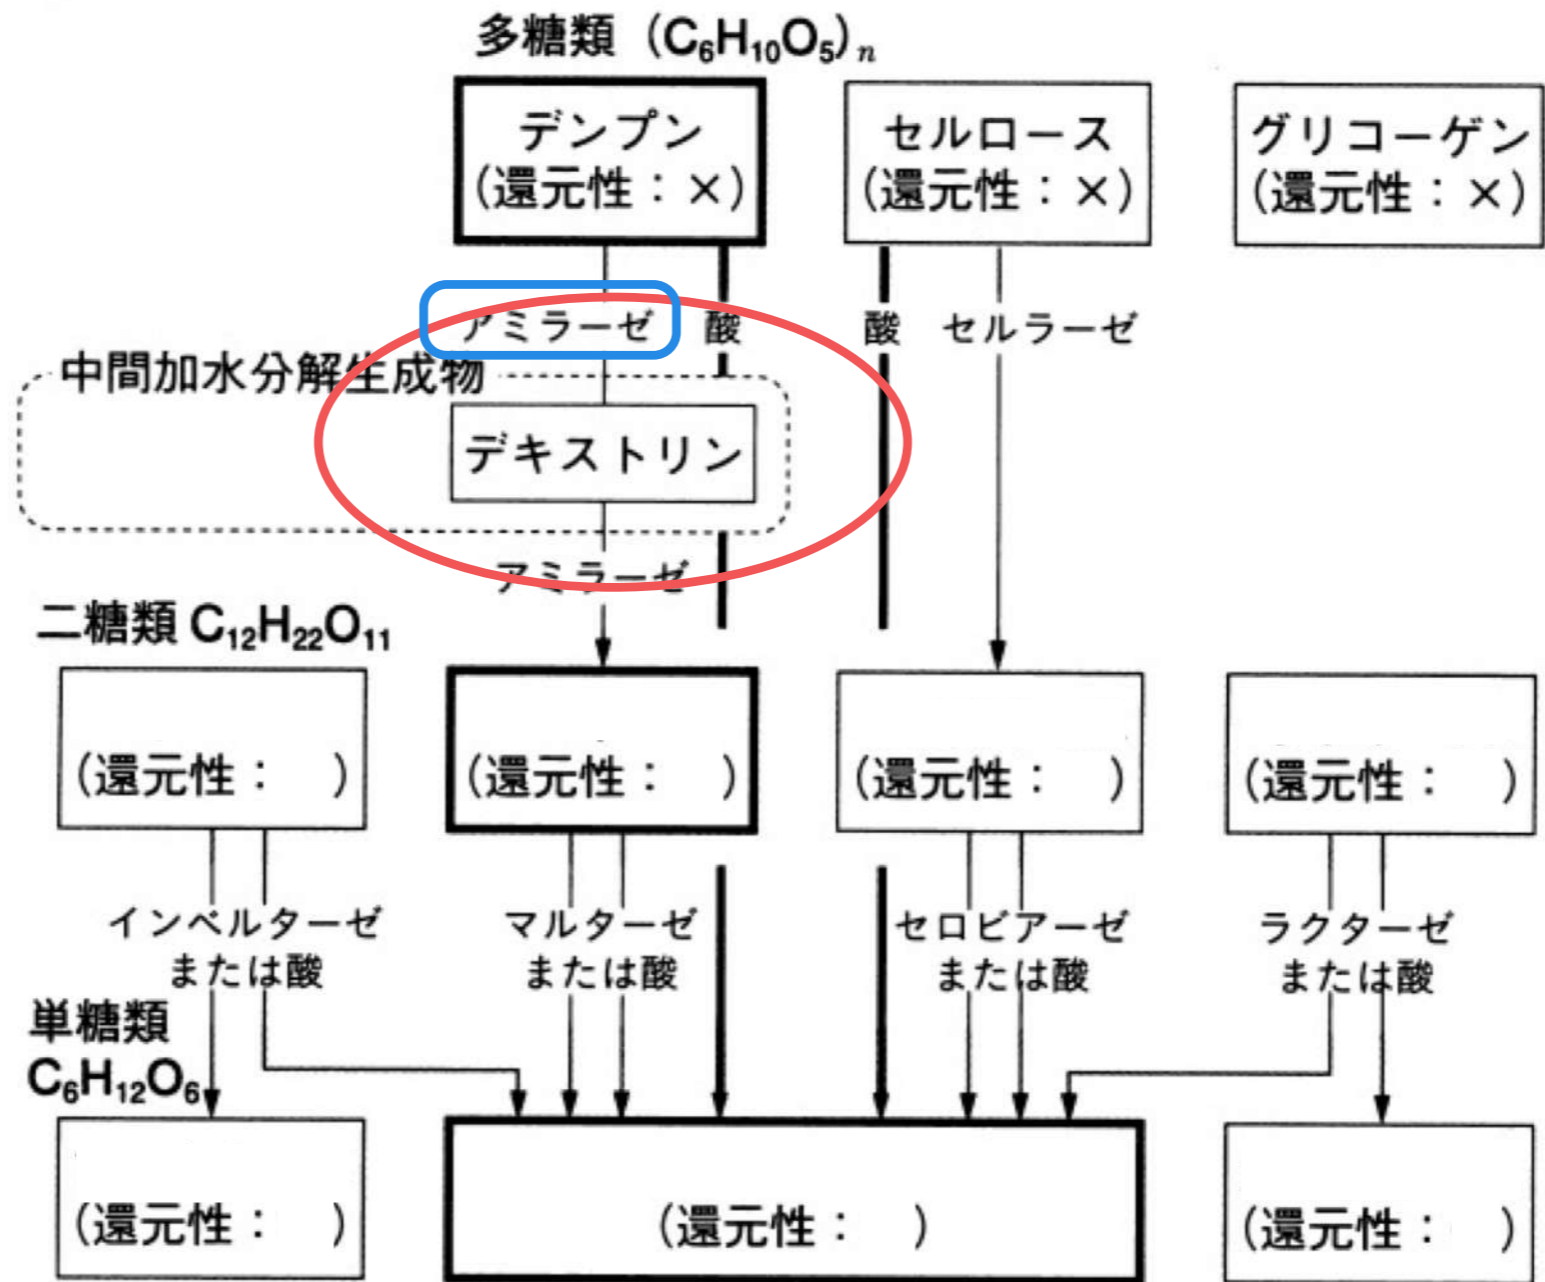 多糖類 (C₆H₁₀O₅)ₙ
デンプン
(還元性：×)
セルロース
(還元性：×)
グリコーゲン
(還元性：×)
アミラーゼ
酸
酸
セルラーゼ
中間加水分解生成物
デキストリン
アミラーゼ
二糖類 C₁₂H₂₂O₁₁
(還元性：　)
(還元性：　)
(還元性：　)
(還元性：　)
インベルターゼ
または酸
マルターゼ
または酸
セロビアーゼ
または酸
ラクターゼ
または酸
単糖類
C₆H₁₂O₆
(還元性：　)
(還元性：　)
(還元性：　)